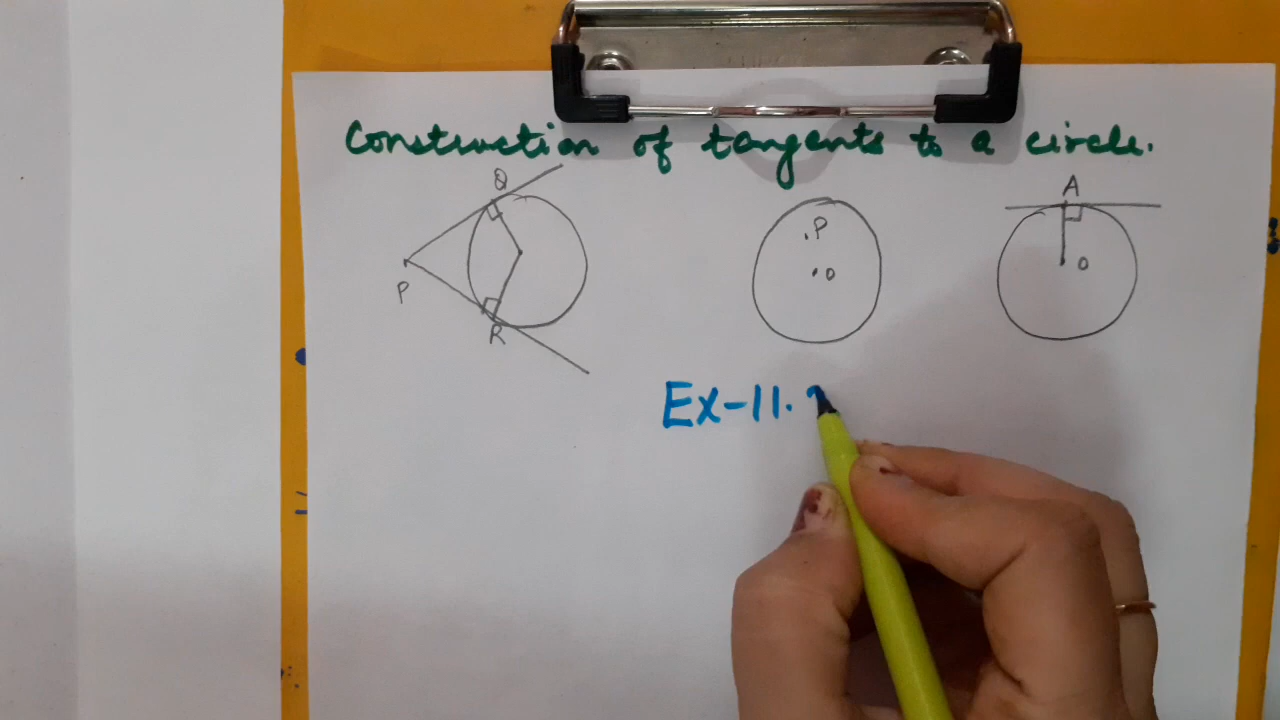 Construction of tangents to a circle.
Q
P
R
P
O
A
O
Ex-11.